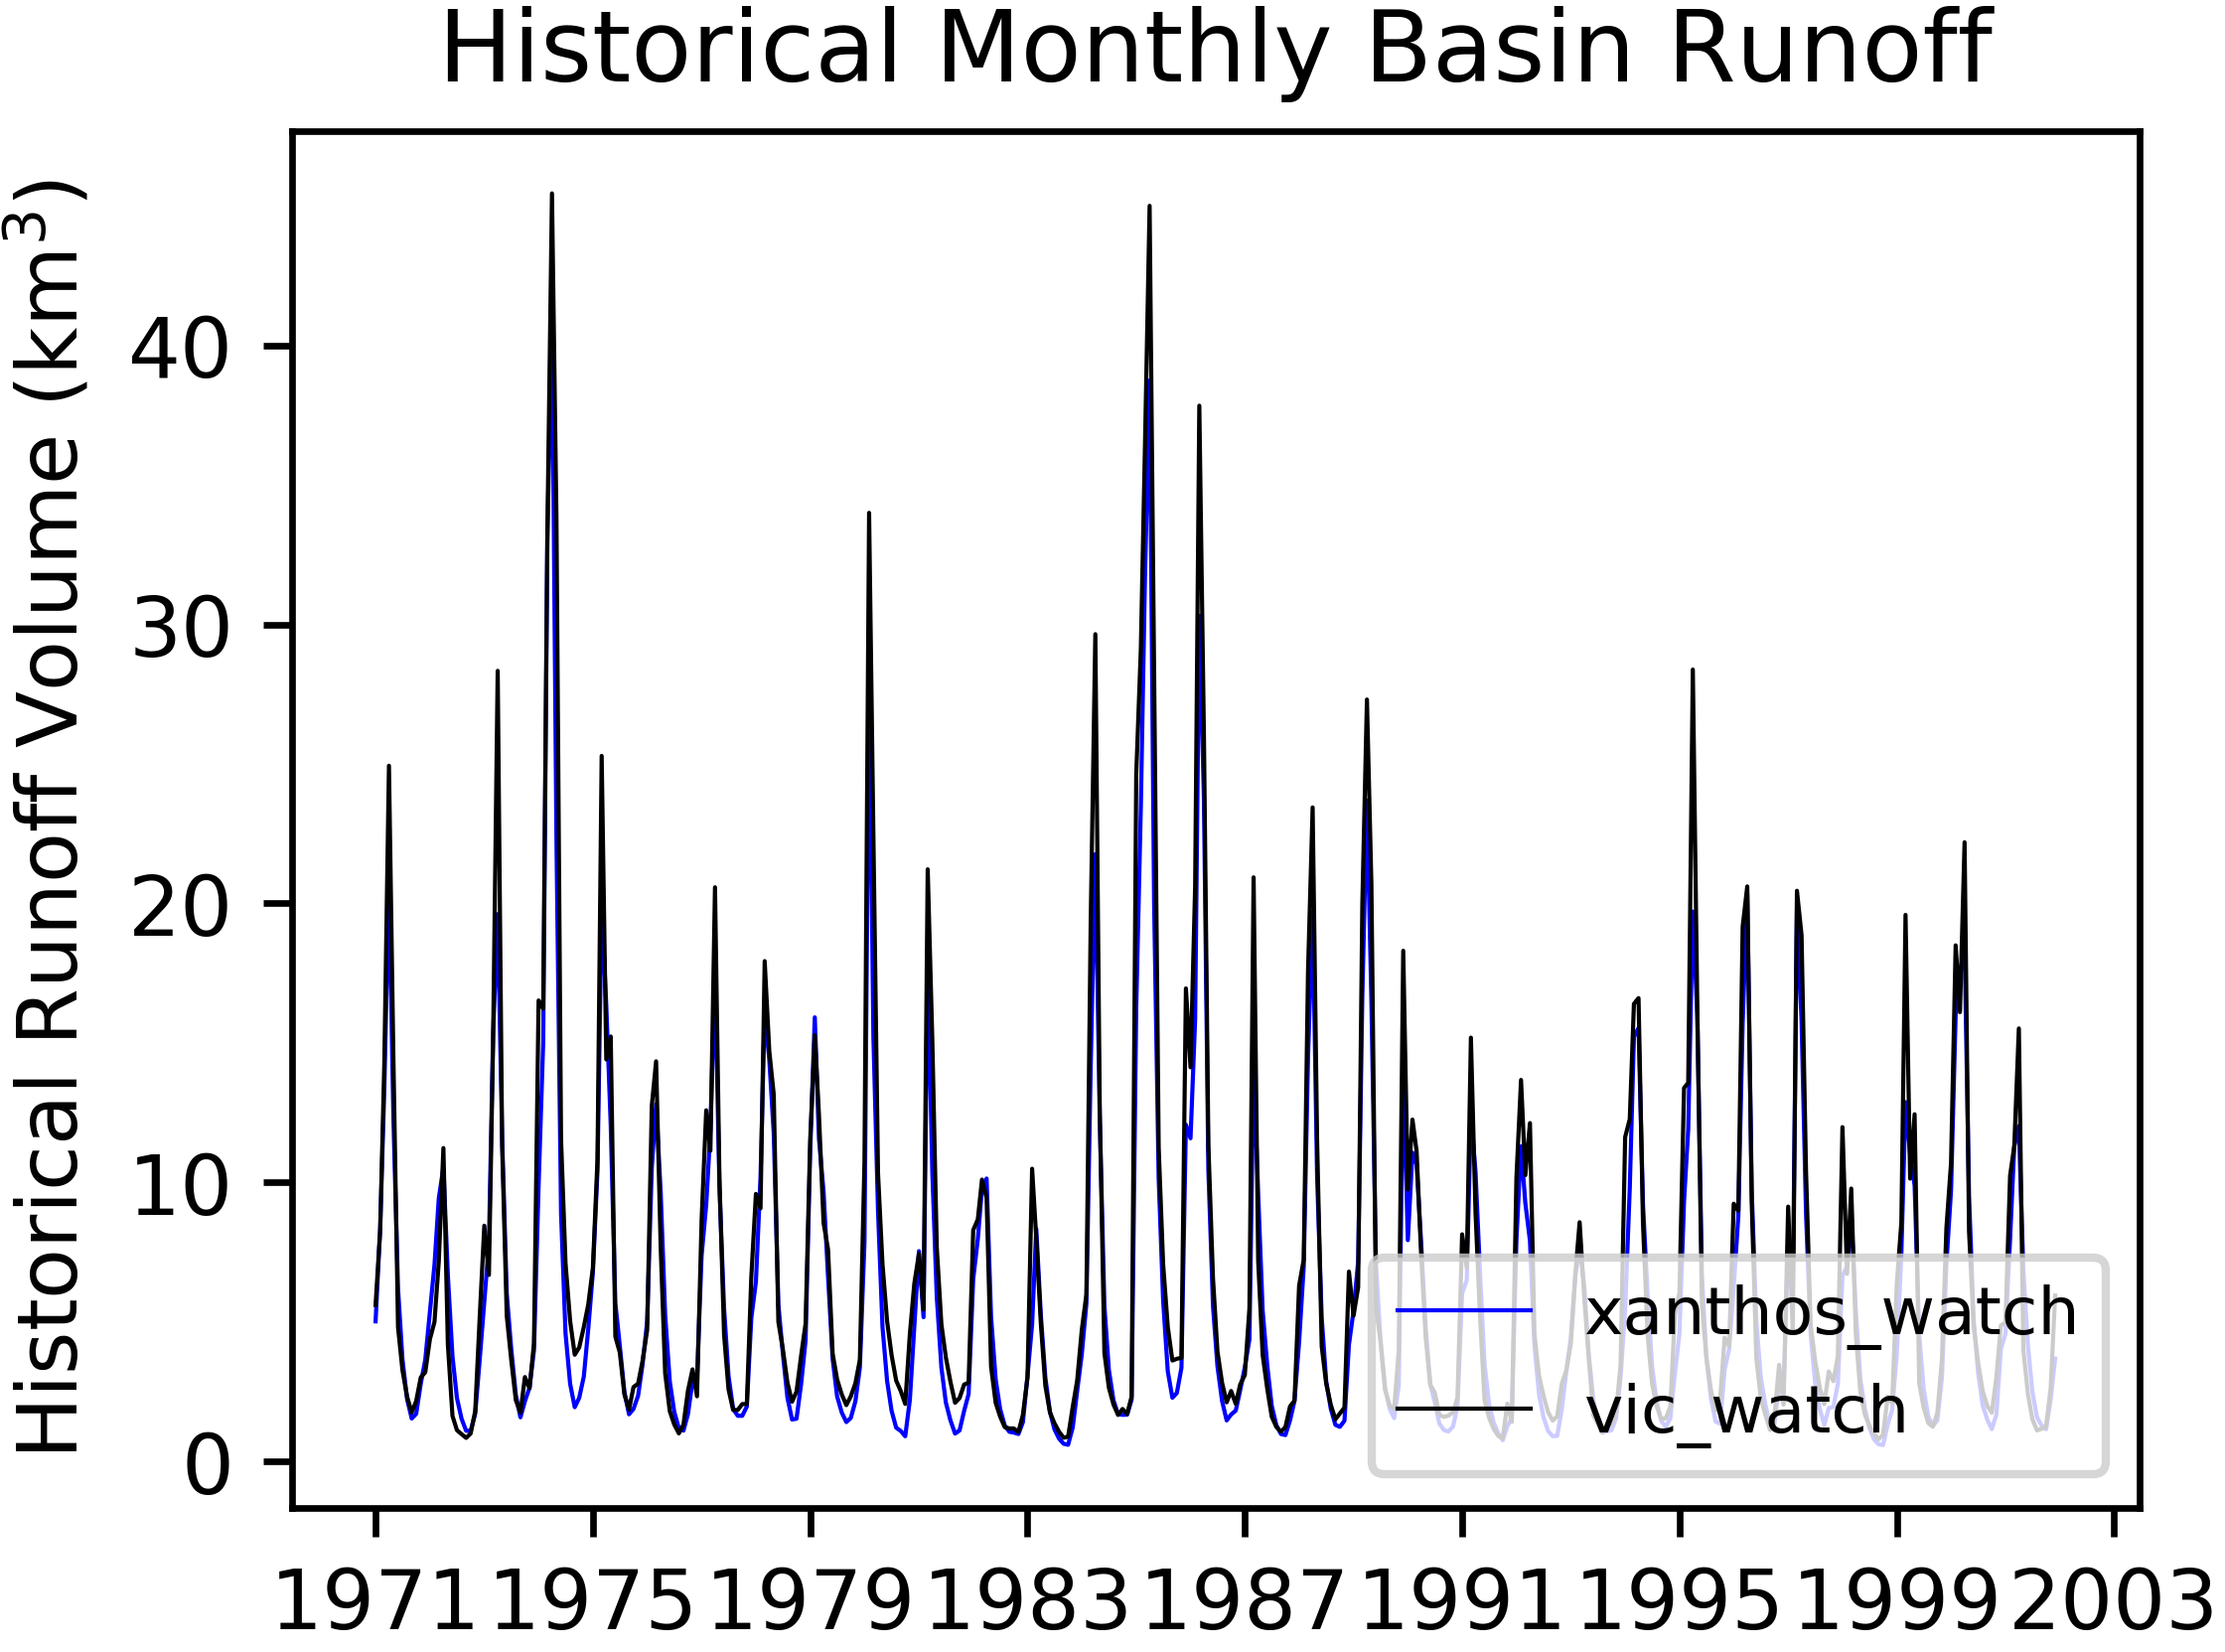 Historical Monthly Basin Runoff
Historical Runoff Volume (km³)
40
30
20
10
0
xanthos_watch
vic_watch
1971 1975 1979 1983 1987 1991 1995 1999 2003